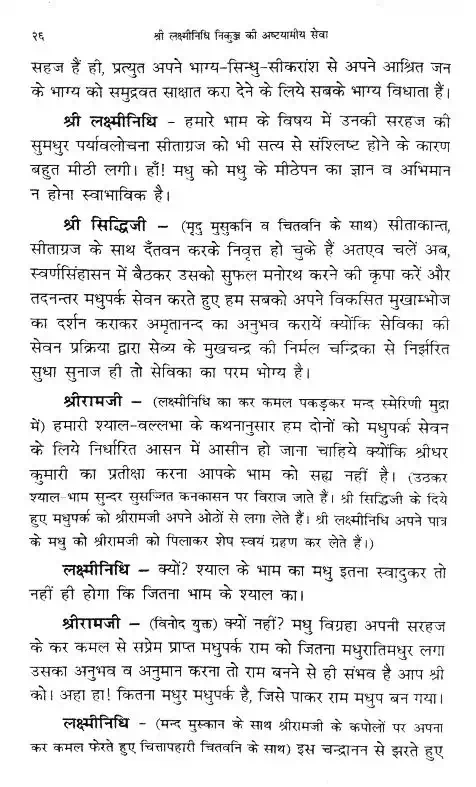 २६
श्री लक्ष्मीनिधि निकुञ्ज की अष्टयामीय सेवा
सहज हैं ही, प्रत्युत अपने भाग्य-सिन्धु-सीकरांश से अपने आश्रित जन
के भाग्य को समुद्रवत साक्षात करा देने के लिये सबके भाग्य विधाता हैं।
श्री लक्ष्मीनिधि - हमारे भाम के विषय में उनकी सरहज की
सुमधुर पर्यावलोचना सीताग्रज को भी सत्य से संश्लिष्ट होने के कारण
बहुत मीठी लगी। हाँ! मधु को मधु के मीठेपन का ज्ञान व अभिमान
न होना स्वाभाविक है।
श्री सिद्धिजी – (मृदु मुसुकनि व चितवनि के साथ) सीताकान्त,
सीताग्रज के साथ दँतवन करके निवृत्त हो चुके हैं अतएव चलें अब,
स्वर्णसिंहासन में बैठकर उसको सुफल मनोरथ करने की कृपा करें और
तदनन्तर मधुपर्क सेवन करते हुए हम सबको अपने विकसित मुखाम्भोज
का दर्शन कराकर अमृतानन्द का अनुभव करायें क्योंकि सेविका की
सेवन प्रक्रिया द्वारा सेव्य के मुखचन्द्र की निर्मल चन्द्रिका से निर्झरित
सुधा सुनाज ही तो सेविका का परम भोग्य है।
श्रीरामजी – (लक्ष्मीनिधि का कर कमल पकड़कर मन्द स्मेरिणी मुद्रा
में) हमारी श्याल-वल्लभा के कथनानुसार हम दोनों को मधुपर्क सेवन
के लिये निर्धारित आसन में आसीन हो जाना चाहिये क्योंकि श्रीधर
कुमारी का प्रतीक्षा करना आपके भाम को सह्य नहीं है। (उठकर
श्याल-भाम सुन्दर सुसज्जित कनकासन पर विराज जाते हैं। श्री सिद्धिजी के दिये
हुए मधुपर्क को श्रीरामजी अपने ओठों से लगा लेते हैं। श्री लक्ष्मीनिधि अपने पात्र
के मधु को श्रीरामजी को पिलाकर शेष स्वयं ग्रहण कर लेते हैं।)
लक्ष्मीनिधि – क्यों? श्याल के भाम का मधु इतना स्वादुकर तो
नहीं ही होगा कि जितना भाम के श्याल का।
श्रीरामजी – (विनोद युक्त) क्यों नहीं? मधु विग्रहा अपनी सरहज
के कर कमल से सप्रेम प्राप्त मधुपर्क राम को जितना मधुरातिमधुर लगा
उसका अनुभव व अनुमान करना तो राम बनने से ही संभव है आप श्री
को। अहा हा! कितना मधुर मधुपर्क है, जिसे पाकर राम मधुप बन गया।
लक्ष्मीनिधि – (मन्द मुस्कान के साथ श्रीरामजी के कपोलों पर अपना
कर कमल फेरते हुए चित्तापहारी चितवनि के साथ) इस चन्द्रानन से झरते हुए